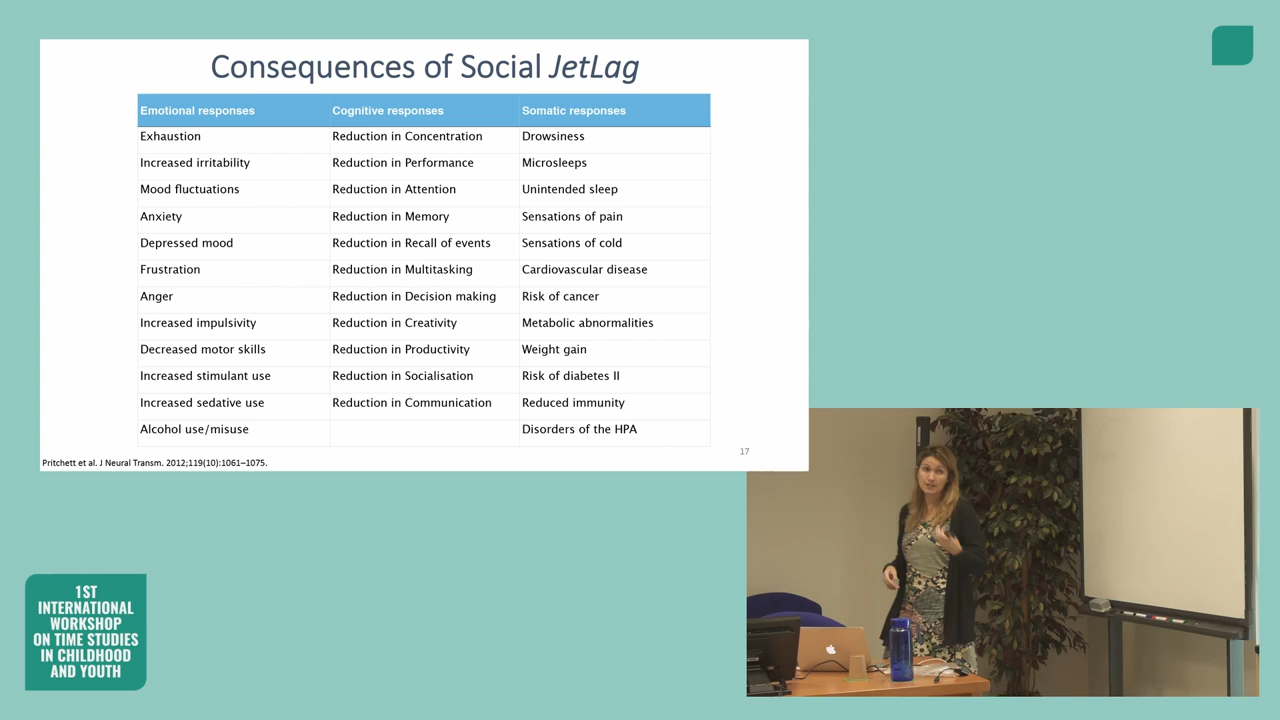 Consequences of Social JetLag
Emotional responses Cognitive responses Somatic responses
Exhaustion Reduction in Concentration Drowsiness
Increased irritability Reduction in Performance Microsleeps
Mood fluctuations Reduction in Attention Unintended sleep
Anxiety Reduction in Memory Sensations of pain
Depressed mood Reduction in Recall of events Sensations of cold
Frustration Reduction in Multitasking Cardiovascular disease
Anger Reduction in Decision making Risk of cancer
Increased impulsivity Reduction in Creativity Metabolic abnormalities
Decreased motor skills Reduction in Productivity Weight gain
Increased stimulant use Reduction in Socialisation Risk of diabetes II
Increased sedative use Reduction in Communication Reduced immunity
Alcohol use/misuse Disorders of the HPA
17
Pritchett et al. J Neural Transm. 2012;119(10):1061–1075.
1ST
INTERNATIONAL
WORKSHOP
ON TIME STUDIES
IN CHILDHOOD
AND YOUTH